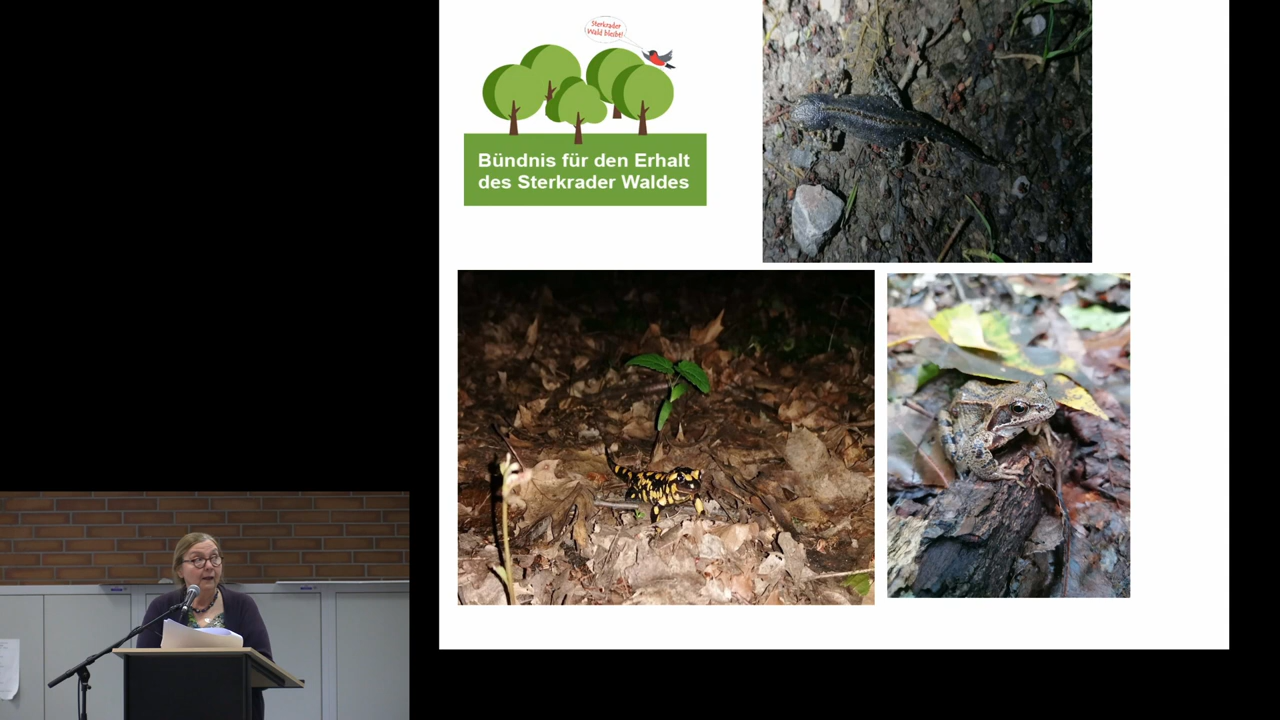 Sterkrader
Wald bleibt!
Bündnis für den Erhalt
des Sterkrader Waldes